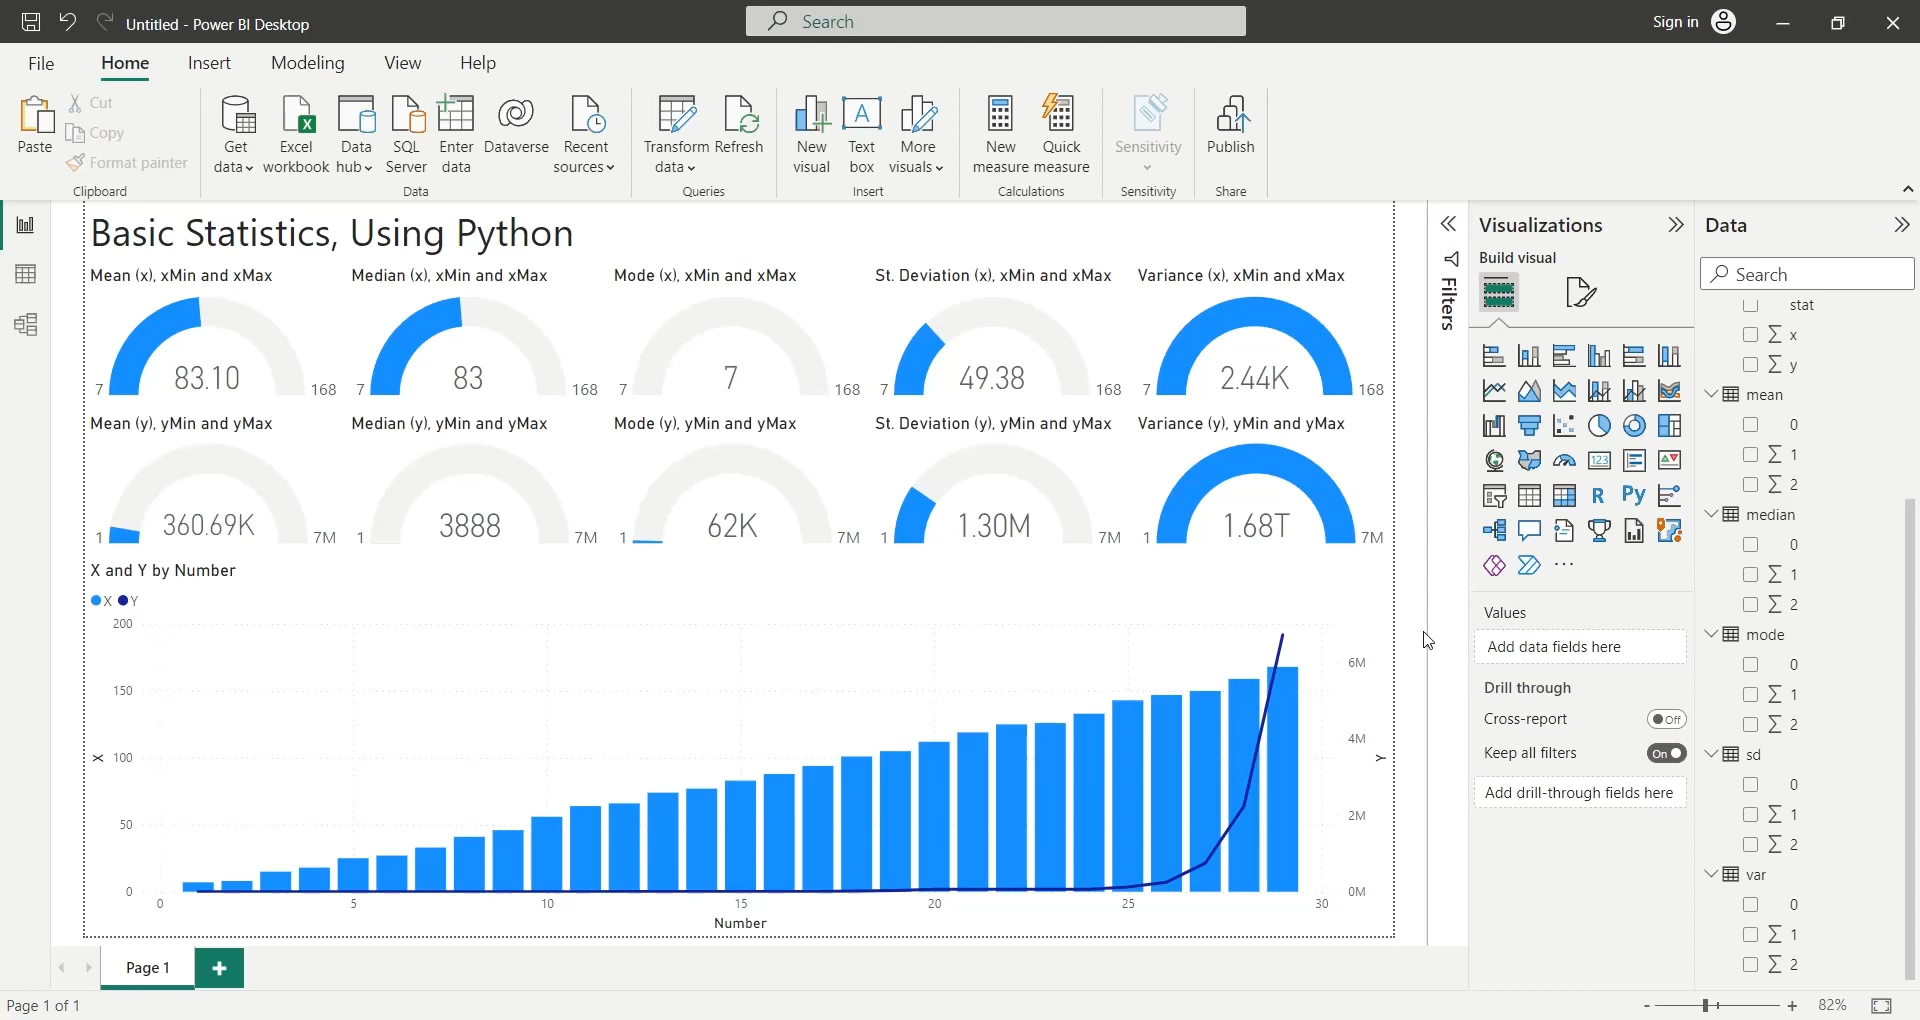 Untitled - Power BI Desktop
Search
Sign in
File Home Insert Modeling View Help
Paste
Cut
Copy
Format painter
Clipboard
Get data
Excel workbook
Data hub
SQL Server
Enter data
Dataverse
Recent sources
Data
Transform data
Refresh
Queries
New visual
Text box
More visuals
Insert
New measure
Quick measure
Calculations
Sensitivity
Sensitivity
Publish
Share
Basic Statistics, Using Python
Mean (x), xMin and xMax
83.10
7 168
Median (x), xMin and xMax
83
7 168
Mode (x), xMin and xMax
7
7 168
St. Deviation (x), xMin and xMax
49.38
7 168
Variance (x), xMin and xMax
2.44K
7 168
Mean (y), yMin and yMax
360.69K
1 7M
Median (y), yMin and yMax
3888
1 7M
Mode (y), yMin and yMax
62K
1 7M
St. Deviation (y), yMin and yMax
1.30M
1 7M
Variance (y), yMin and yMax
1.68T
1 7M
X and Y by Number
X Y
200
150
100
50
0
X
6M
4M
2M
0M
Y
0 5 10 15 20 25 30
Number
Filters
Visualizations
Build visual
123
R
Py
...
Values
Add data fields here
Drill through
Cross-report
Off
Keep all filters
On
Add drill-through fields here
Data
Search
stat
∑ x
∑ y
mean
0
∑ 1
∑ 2
median
0
∑ 1
∑ 2
mode
0
∑ 1
∑ 2
sd
0
∑ 1
∑ 2
var
0
∑ 1
∑ 2
Page 1
+
Page 1 of 1
- + 82%